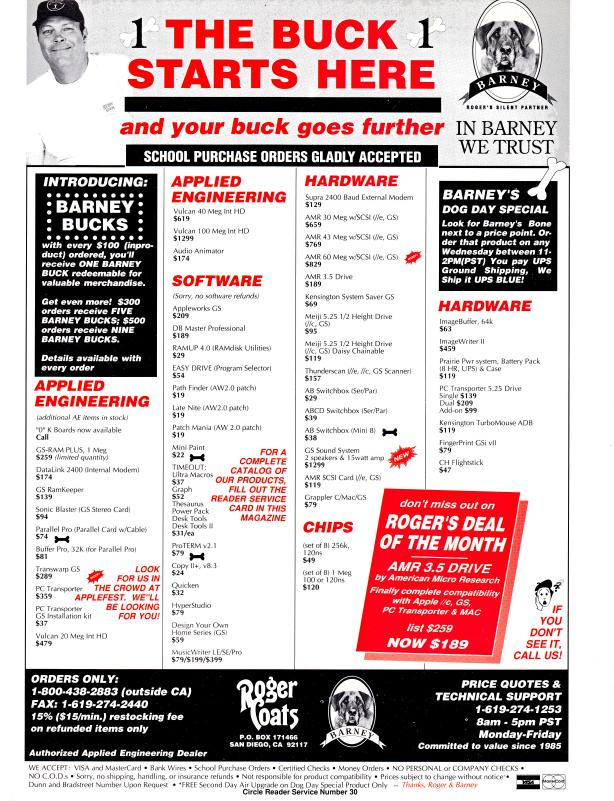 1 THE BUCK 1
STARTS HERE
and your buck goes further
SCHOOL PURCHASE ORDERS GLADLY ACCEPTED
BARNEY
ROGER'S SILENT PARTNER
IN BARNEY
WE TRUST
INTRODUCING:
BARNEY
BUCKS
with every $100 (inpro-
duct) ordered, you'll
receive ONE BARNEY
BUCK redeemable for
valuable merchandise.
Get even more! $300
orders receive FIVE
BARNEY BUCKS; $500
orders receive NINE
BARNEY BUCKS.
Details available with
every order
APPLIED
ENGINEERING
(additional AE items in stock)
"0" K Boards now available
Call
GS-RAM PLUS, 1 Meg
$259 (limited quantity)
DataLink 2400 (Internal Modem)
$174
GS RamKeeper
$139
Sonic Blaster (GS Stereo Card)
$94
Parallel Pro (Parallel Card w/Cable)
$74
Buffer Pro, 32K (for Parallel Pro)
$81
Transwarp GS
$289
PC Transporter
$359
PC Transporter
GS Installation kit
$37
Vulcan 20 Meg Int HD
$479
LOOK
FOR US IN
THE CROWD AT
APPLEFEST. WE"LL
BE LOOKING
FOR YOU!
APPLIED
ENGINEERING
Vulcan 40 Meg Int HD
$619
Vulcan 100 Meg Int HD
$1299
Audio Animator
$174
SOFTWARE
(Sorry, no software refunds)
Appleworks GS
$209
DB Master Professional
$189
RAMUP 4.0 (RAMdisk Utilities)
$29
EASY DRIVE (Program Selector)
$54
Path Finder (AW2.0 patch)
$19
Late Nite (AW2.0 patch)
$19
Patch Mania (AW 2.0 patch)
$19
Mini Paint
$22
TIMEOUT:
Ultra Macros
$37
Graph
$52
Thesaurus
Power Pack
Desk Tools
Desk Tools II
$31/ea
ProTERM v2.1
$79
Copy II+, v8.3
$24
Quicken
$32
HyperStudio
$79
Design Your Own
Home Series (GS)
$59
MusicWriter LE/SE/Pro
$79/$199/$399
FOR A
COMPLETE
CATALOG OF
OUR PRODUCTS,
FILL OUT THE
READER SERVICE
CARD IN THIS
MAGAZINE
HARDWARE
Supra 2400 Baud External Modem
$129
AMR 30 Meg w/SCSI (//e, GS)
$659
AMR 43 Meg w/SCSI (//e, GS)
$769
AMR 60 Meg w/SCSI (//e, GS)
$829
AMR 3.5 Drive
$189
Kensington System Saver GS
$69
Meiji 5.25 1/2 Height Drive
(//c, GS)
$95
Meiji 5.25 1/2 Height Drive
(//c, GS) Daisy Chainable
$119
Thunderscan (//e, //c, GS Scanner)
$157
AB Switchbox (Ser/Par)
$29
ABCD Switchbox (Ser/Par)
$39
AB Switchbox (Mini 8)
$38
GS Sound System
2 speakers & 15watt amp
$1299
NEW
AMR SCSI Card (//e, GS)
$119
Grappler C/Mac/GS
$79
CHIPS
(set of 8) 256k,
120ns
$49
(set of 8) 1 Meg
100 or 120ns
$120
BARNEY'S
DOG DAY SPECIAL
Look for Barney's Bone
next to a price point. Or-
der that product on any
Wednesday between 11-
2PM(PST) You pay UPS
Ground Shipping, We
Ship it UPS BLUE!
HARDWARE
ImageBuffer, 64k
$63
ImageWriter II
$459
Prairie Pwr system, Battery Pack
(8 HR, UPS) & Case
$119
PC Transporter 5.25 Drive
Single $139
Dual $209
Add-on $99
Kensington TurboMouse ADB
$119
FingerPrint GSi vII
$79
CH Flightstick
$47
don't miss out on
ROGER'S DEAL
OF THE MONTH
AMR 3.5 DRIVE
by American Micro Research
Finally complete compatibility
with Apple //c, GS,
PC Transporter & MAC
list $259
NOW $189
IF
YOU
DON'T
SEE IT,
CALL US!
ORDERS ONLY:
1-800-438-2883 (outside CA)
FAX: 1-619-274-2440
15% ($15/min.) restocking fee
on refunded items only
Authorized Applied Engineering Dealer
Roger
Coats
P.O. BOX 171466
SAN DIEGO, CA 92117
BARNEY
PRICE QUOTES &
TECHNICAL SUPPORT
1-619-274-1253
8am - 5pm PST
Monday-Friday
Committed to value since 1985
WE ACCEPT: VISA and MasterCard • Bank Wires • School Purchase Orders • Certified Checks • Money Orders • NO PERSONAL or COMPANY CHECKS •
NO C.O.D.s • Sorry, no shipping, handling, or insurance refunds • Not responsible for product compatibility • Prices subject to change without notice •
Dunn and Bradstreet Number Upon Request • *FREE Second Day Air Upgrade on Dog Day Special Product Only -- Thanks, Roger & Barney
VISA MasterCard
Circle Reader Service Number 30